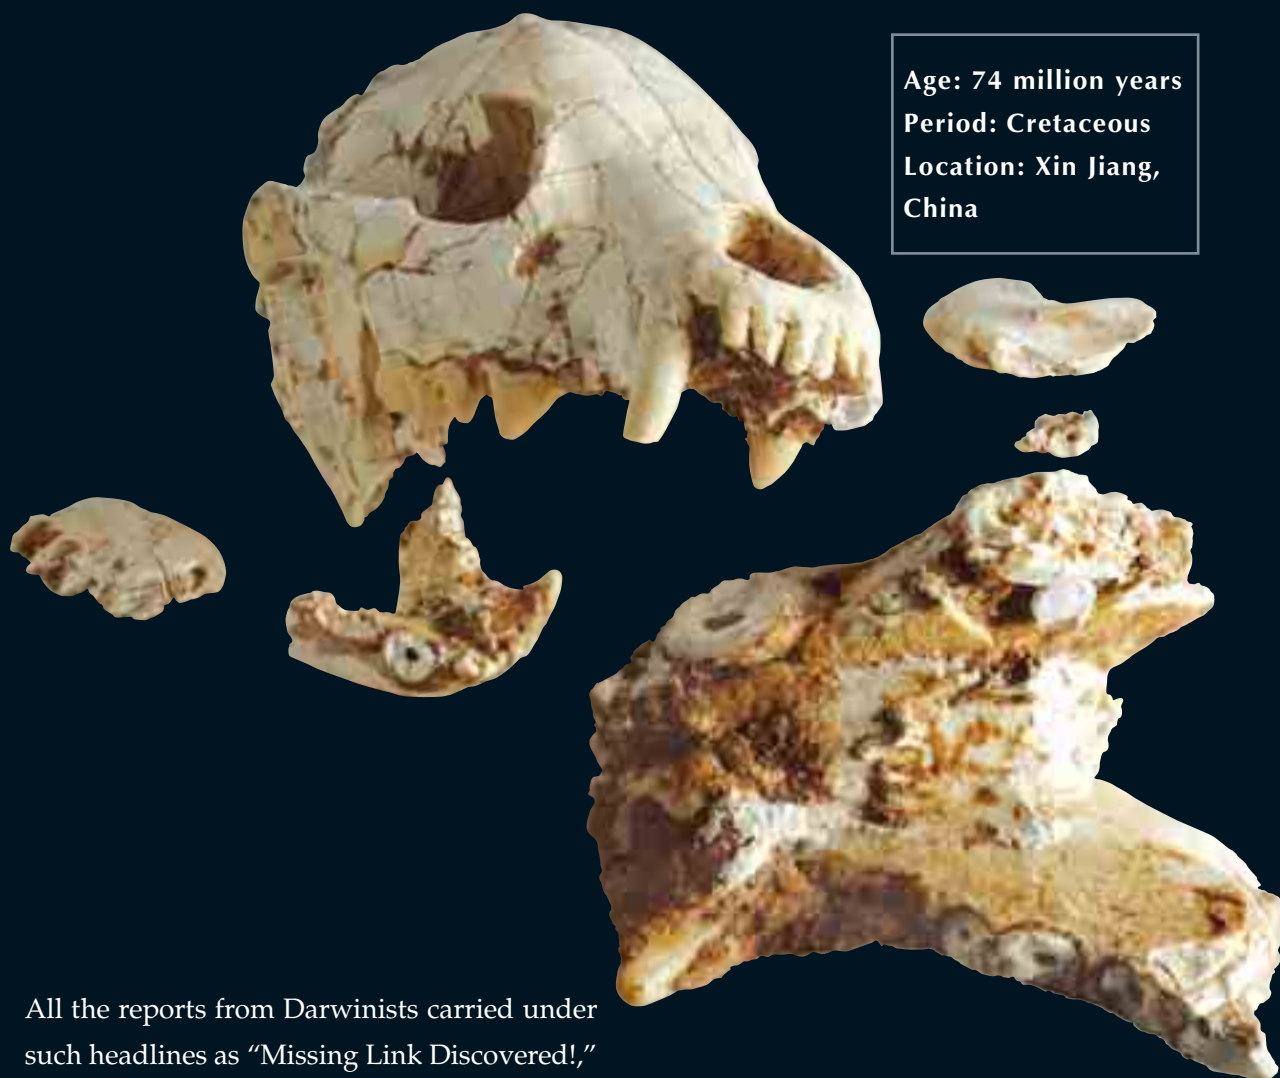 Age: 74 million years
Period: Cretaceous
Location: Xin Jiang,
China
All the reports from Darwinists carried under
such headlines as “Missing Link Discovered!,”